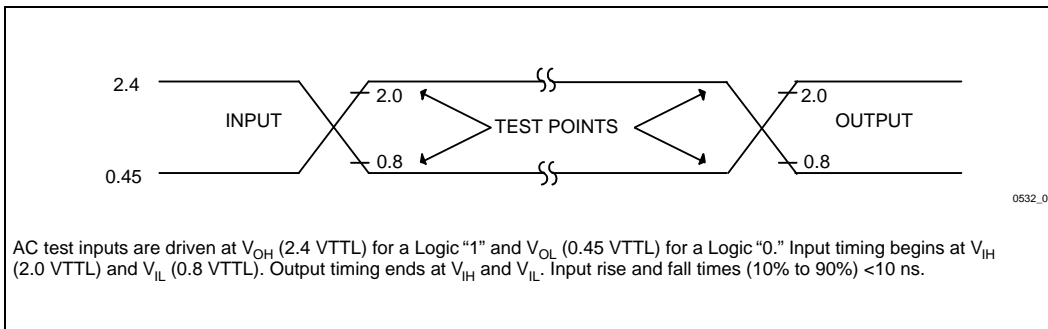 2.4
2.0
2.0
INPUT
TEST POINTS
OUTPUT
0.8
0.8
0.45
0532_0
AC test inputs are driven at VOH (2.4 VTTL) for a Logic “1” and VOL (0.45 VTTL) for a Logic “0.” Input timing begins at VIH
(2.0 VTTL) and VIL (0.8 VTTL). Output timing ends at VIH and VIL. Input rise and fall times (10% to 90%) <10 ns.